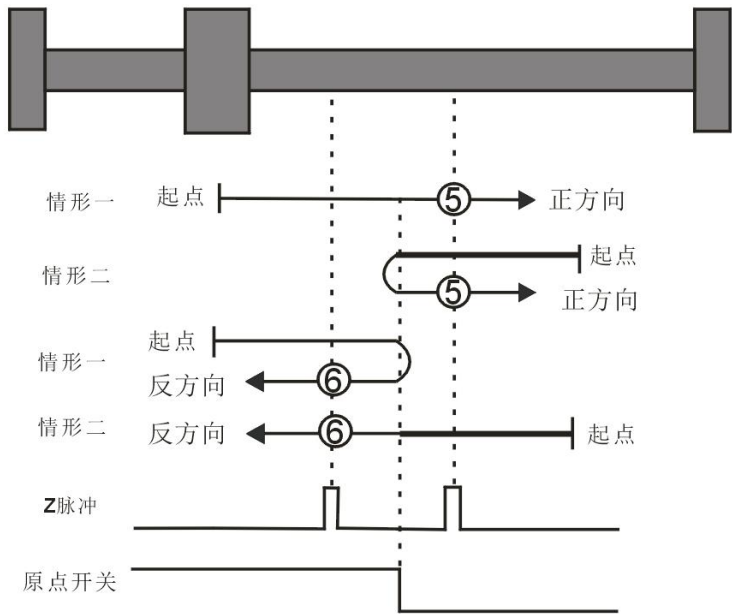 情形一 起点 ⑤ 正方向
情形二 起点
⑤ 正方向
情形一 起点
反方向 ⑥
情形二 反方向 ⑥ 起点
Z脉冲
原点开关